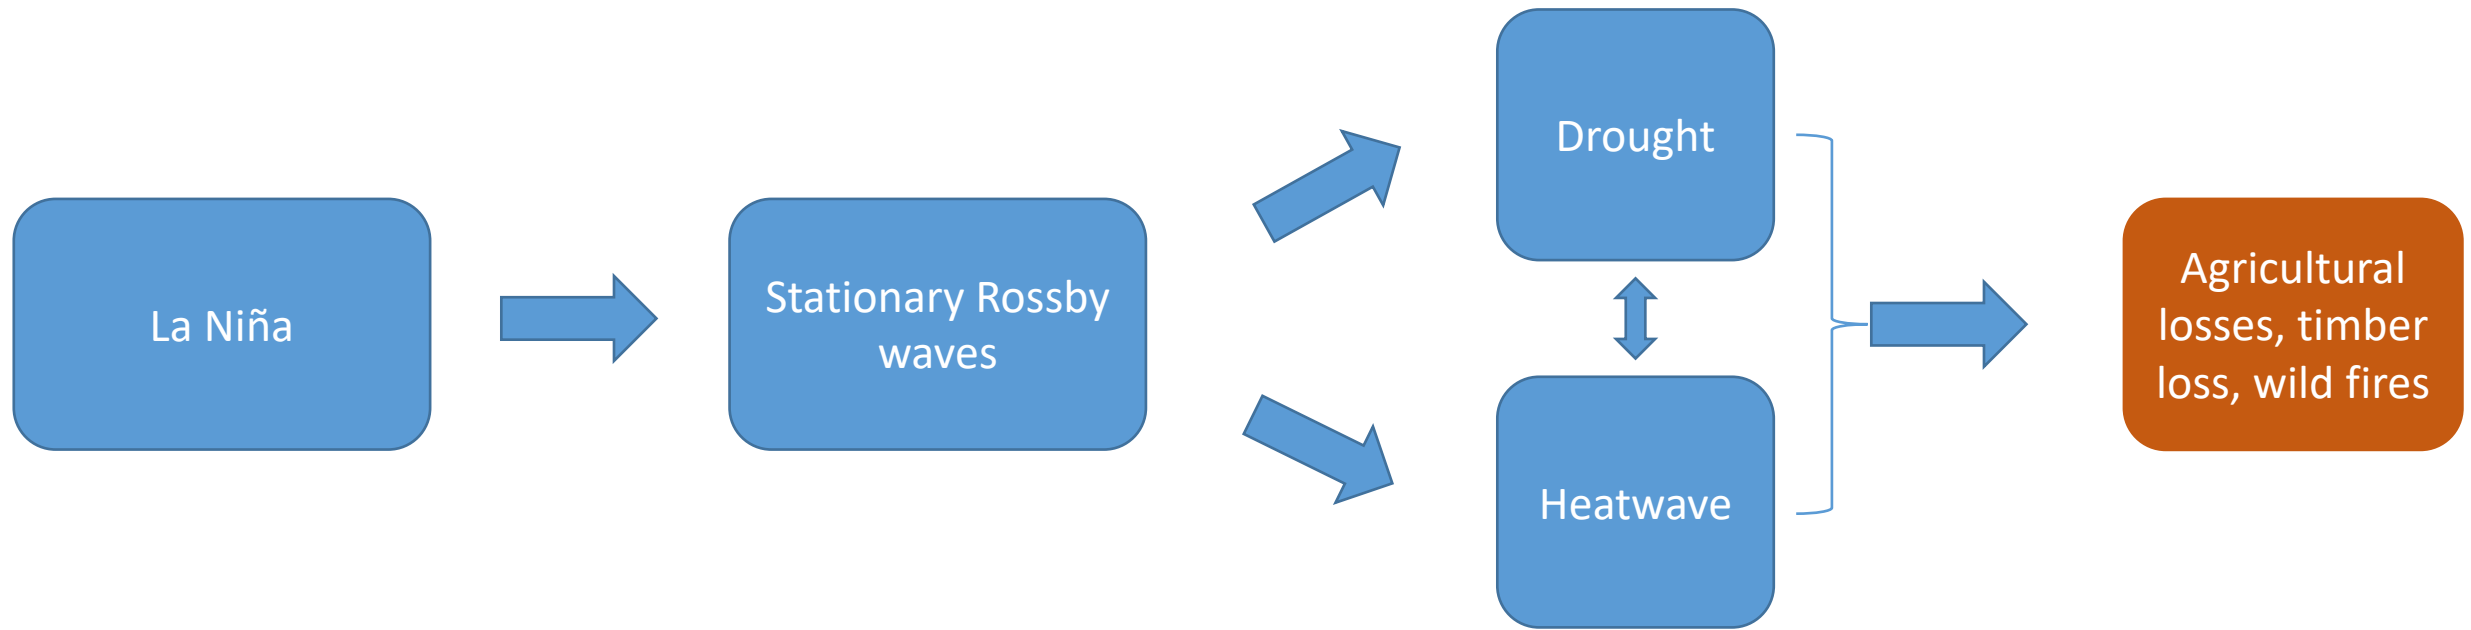 La Niña
Stationary Rossby
waves
Drought
Heatwave
Agricultural
losses, timber
loss, wild fires